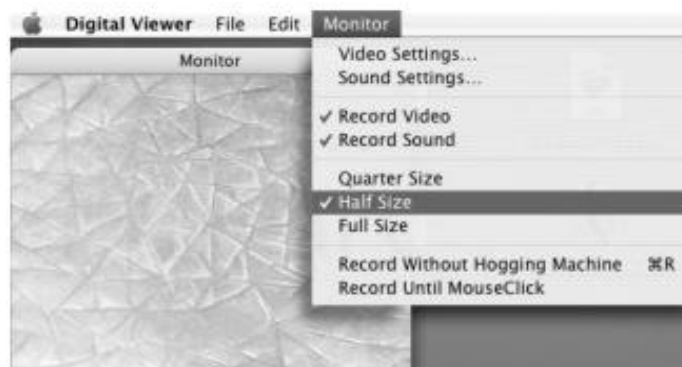 Digital Viewer File Edit Monitor
Monitor
Video Settings...
Sound Settings...
✓ Record Video
✓ Record Sound
Quarter Size
✓ Half Size
Full Size
Record Without Hogging Machine ⌘R
Record Until MouseClick